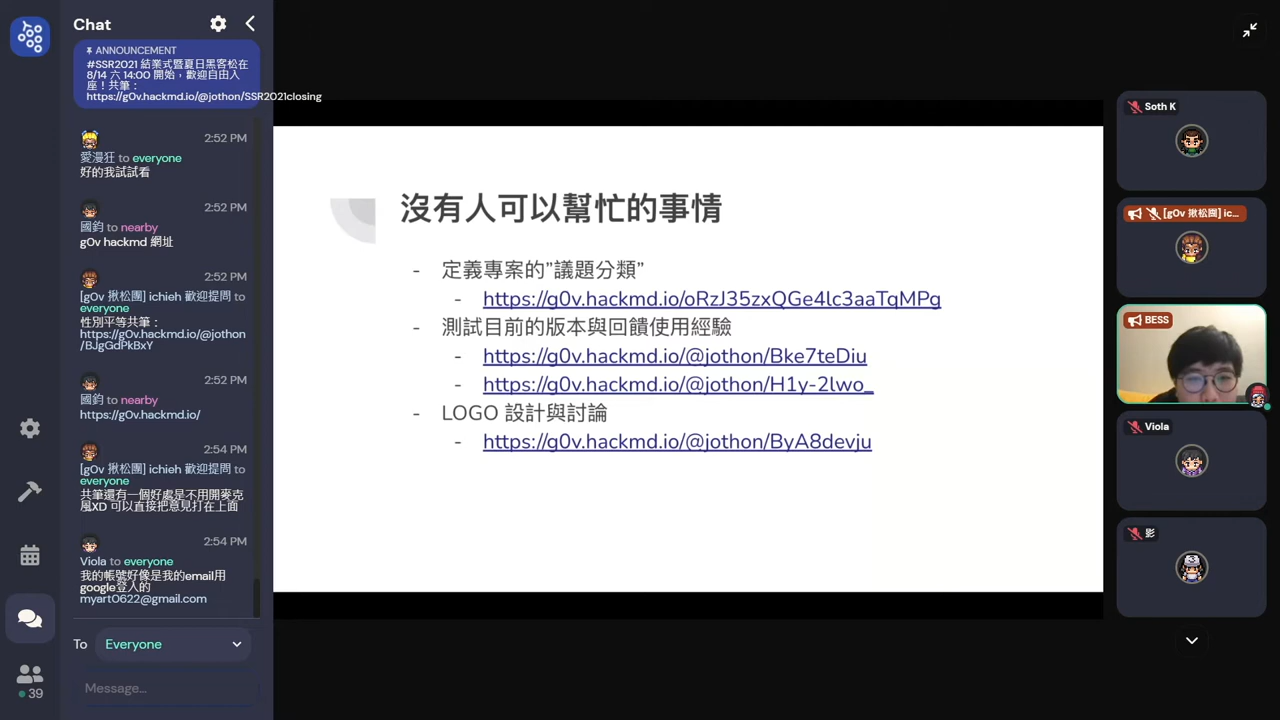 Chat
ANNOUNCEMENT
#SSR2021 結業式暨夏日黑客松在
8/14 六 14:00 開始，歡迎自由入
座！共筆：
https://g0v.hackmd.io/@jothon/SSR2021closing
2:52 PM
愛漫狂 to everyone
好的我試試看
2:52 PM
國鈞 to nearby
g0v hackmd 網址
2:52 PM
[g0v 揪松團] ichieh 歡迎提問 to
everyone
性別平等共筆：
https://g0v.hackmd.io/@jothon
/BJgGdPkBxY
2:52 PM
國鈞 to nearby
https://g0v.hackmd.io/
2:54 PM
[g0v 揪松團] ichieh 歡迎提問 to
everyone
共筆還有一個好處是不用開麥克
風XD 可以直接把意見打在上面
2:54 PM
Viola to everyone
我的帳號好像是我的email用
google登入的
myart0622@gmail.com
To Everyone
Message...
39
沒有人可以幫忙的事情
- 定義專案的”議題分類”
- https://g0v.hackmd.io/oRzJ35zxQGe4lc3aaTqMPg
- 測試目前的版本與回饋使用經驗
- https://g0v.hackmd.io/@jothon/Bke7teDiu
- https://g0v.hackmd.io/@jothon/H1y-2lwo_
- LOGO 設計與討論
- https://g0v.hackmd.io/@jothon/ByA8devju
Soth K
[g0v 揪松團] ic...
BESS
Viola
影